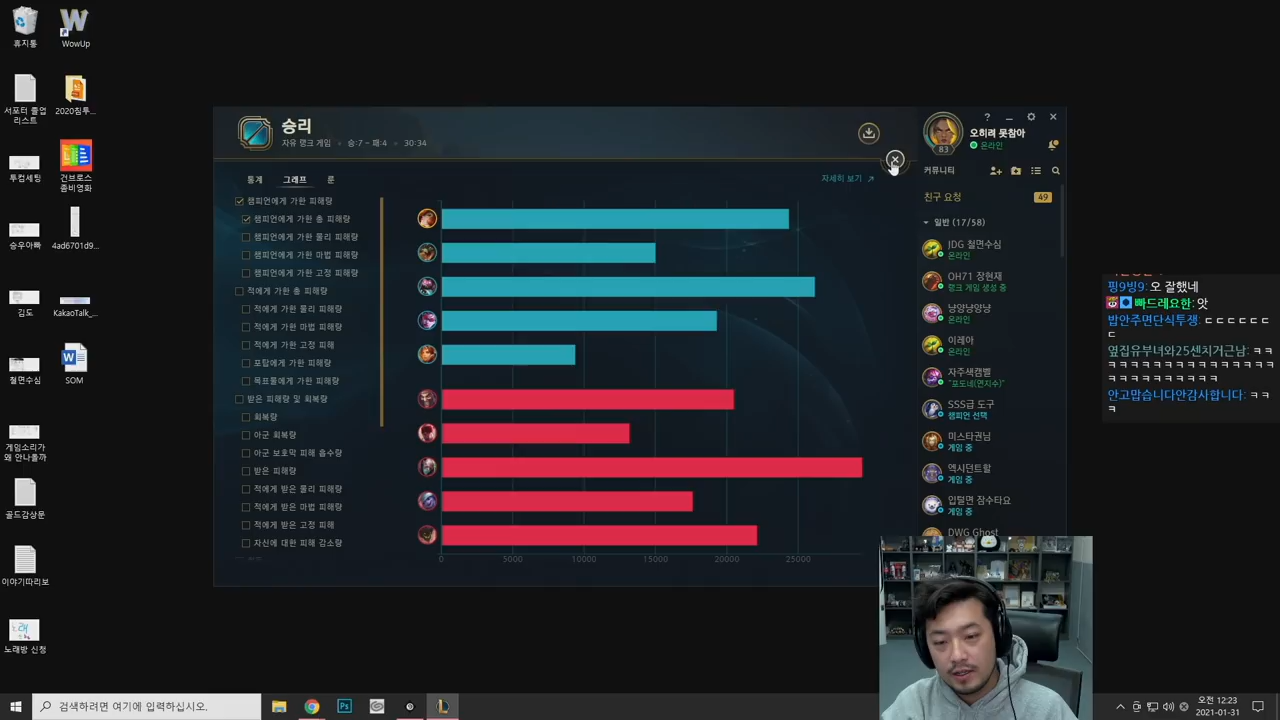 휴지통
WowUp
서포터 졸업
리스트
2020침투...
투컵세팅
건브로스
좀비영화
승우아빠
4ad6701d9...
김도
KakaoTalk_...
철면수심
SOM
게임소리가
왜 안나올까
골드감상문
이야기따리보
노래방 신청
승리
자유 랭크 게임 • 승:7 – 패:4 • 30:34
통계 그래프 룬
자세히 보기
챔피언에게 가한 피해량
챔피언에게 가한 총 피해량
챔피언에게 가한 물리 피해량
챔피언에게 가한 마법 피해량
챔피언에게 가한 고정 피해량
적에게 가한 총 피해량
적에게 가한 물리 피해량
적에게 가한 마법 피해량
적에게 가한 고정 피해
포탑에게 가한 피해량
목표물에게 가한 피해량
받은 피해량 및 회복량
회복량
아군 회복량
아군 보호막 피해 흡수량
받은 피해량
적에게 받은 물리 피해량
적에게 받은 마법 피해량
적에게 받은 고정 피해
자신에 대한 피해 감소량
0 5000 10000 15000 20000 25000
83
오히려 못참아
온라인
커뮤니티
친구 요청 49
일반 (17/58)
JDG 철면수심
온라인
OH71 장현재
랭크 게임 생성 중
냥양냥양냥
온라인
이레아
온라인
자주색캠벨
"포도네(연지수)"
SSS급 도구
챔피언 선택
미스타권님
게임 중
액시던트할
게임 중
입털면 잠수타요
게임 중
DWG Ghost
핑9빙9: 오 잘했네
빠드레요한: 앗
밥안주면단식투쟁: ㄷㄷㄷㄷㄷㄷ
ㄷ
옆집유부녀와25센치거근남: ㅋㅋ
ㅋㅋㅋㅋㅋㅋㅋㅋㅋㅋㅋㅋㅋㅋㅋ
ㅋㅋㅋㅋㅋㅋㅋㅋㅋㅋ
안고맙습니다안감사합니다: ㅋㅋ
ㅋ
검색하려면 여기에 입력하십시오.
Ps
오전 12:23
2021-01-31